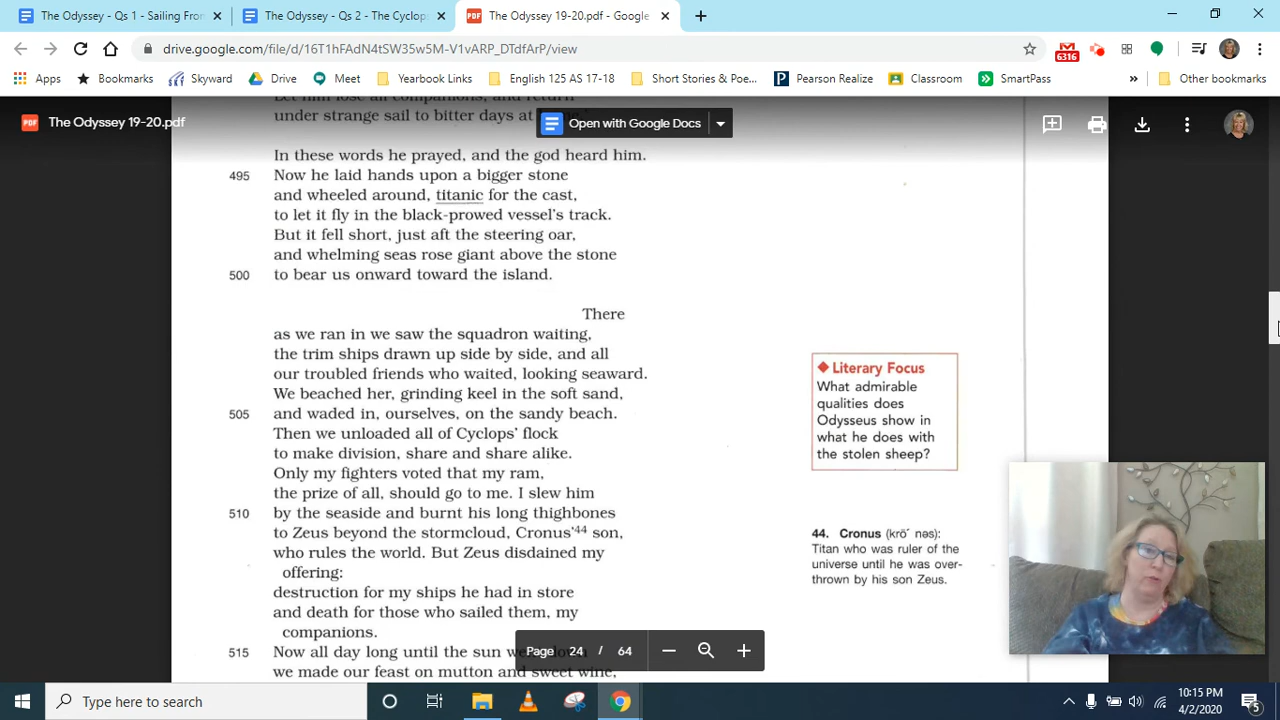 The Odyssey - Qs 1 - Sailing Fro
The Odyssey - Qs 2 - The Cyclop
The Odyssey 19-20.pdf - Google
drive.google.com/file/d/16T1hFAdN4tSW35w5M-V1vARP_DTdfArP/view
6316
Apps
Bookmarks
Skyward
Drive
Meet
Yearbook Links
English 125 AS 17-18
Short Stories & Poe...
Pearson Realize
Classroom
SmartPass
»
Other bookmarks
The Odyssey 19-20.pdf
Open with Google Docs
Let him lose all companions, and return
under strange sail to bitter days at
In these words he prayed, and the god heard him.
495 Now he laid hands upon a bigger stone
and wheeled around, titanic for the cast,
to let it fly in the black-prowed vessel's track.
But it fell short, just aft the steering oar,
and whelming seas rose giant above the stone
500 to bear us onward toward the island.
There
as we ran in we saw the squadron waiting,
the trim ships drawn up side by side, and all
our troubled friends who waited, looking seaward.
We beached her, grinding keel in the soft sand,
505 and waded in, ourselves, on the sandy beach.
Then we unloaded all of Cyclops' flock
to make division, share and share alike.
Only my fighters voted that my ram,
the prize of all, should go to me. I slew him
510 by the seaside and burnt his long thighbones
to Zeus beyond the stormcloud, Cronus'44 son,
who rules the world. But Zeus disdained my
offering:
destruction for my ships he had in store
and death for those who sailed them, my
companions.
515 Now all day long until the sun
we made our feast on mutton and sweet wine,
◆ Literary Focus
What admirable
qualities does
Odysseus show in
what he does with
the stolen sheep?
44. Cronus (krō′ nəs):
Titan who was ruler of the
universe until he was over-
thrown by his son Zeus.
Page 24 / 64
Type here to search
10:15 PM
4/2/2020
5